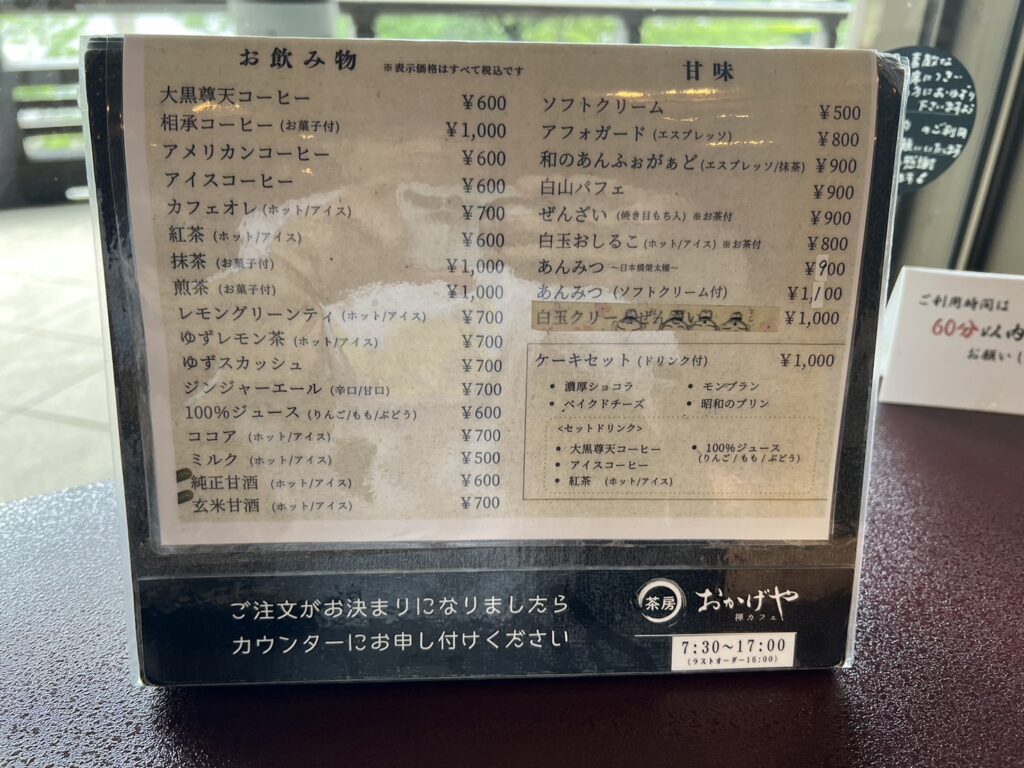 お飲み物 ※表示価格はすべて税込です
大黒尊天コーヒー ¥600
相承コーヒー(お菓子付) ¥1,000
アメリカンコーヒー ¥600
アイスコーヒー ¥600
カフェオレ(ホット/アイス) ¥700
紅茶(ホット/アイス) ¥600
抹茶(お菓子付) ¥1,000
煎茶(お菓子付) ¥1,000
レモングリーンティ(ホット/アイス) ¥700
ゆずレモン茶(ホット/アイス) ¥700
ゆずスカッシュ ¥700
ジンジャーエール(辛口/甘口) ¥700
100%ジュース(りんご/もも/ぶどう) ¥600
ココア(ホット/アイス) ¥700
ミルク(ホット/アイス) ¥500
純正甘酒(ホット/アイス) ¥600
玄米甘酒(ホット/アイス) ¥700
甘味
ソフトクリーム ¥500
アフォガード(エスプレッソ) ¥800
和のあんふぉがぁど(エスプレッソ/抹茶) ¥900
白山パフェ ¥900
ぜんざい(焼き目もち入)※お茶付 ¥900
白玉おしるこ(ホット/アイス)※お茶付 ¥800
あんみつ ～日本橋榮太樓～ ¥900
あんみつ(ソフトクリーム付) ¥1,100
白玉クリームぜんざい ¥1,000
ケーキセット(ドリンク付) ¥1,000
• 濃厚ショコラ • モンブラン
• ベイクドチーズ • 昭和のプリン
<セットドリンク>
• 大黒尊天コーヒー • 100%ジュース
(りんご/もも/ぶどう)
• アイスコーヒー
• 紅茶 (ホット/アイス)
ご注文がお決まりになりましたら
カウンターにお申し付けください
茶房 おかげや
禅カフェ
7:30～17:00
(ラストオーダー16:00)
ご利用時間は
60分以内
お願い
のご利用